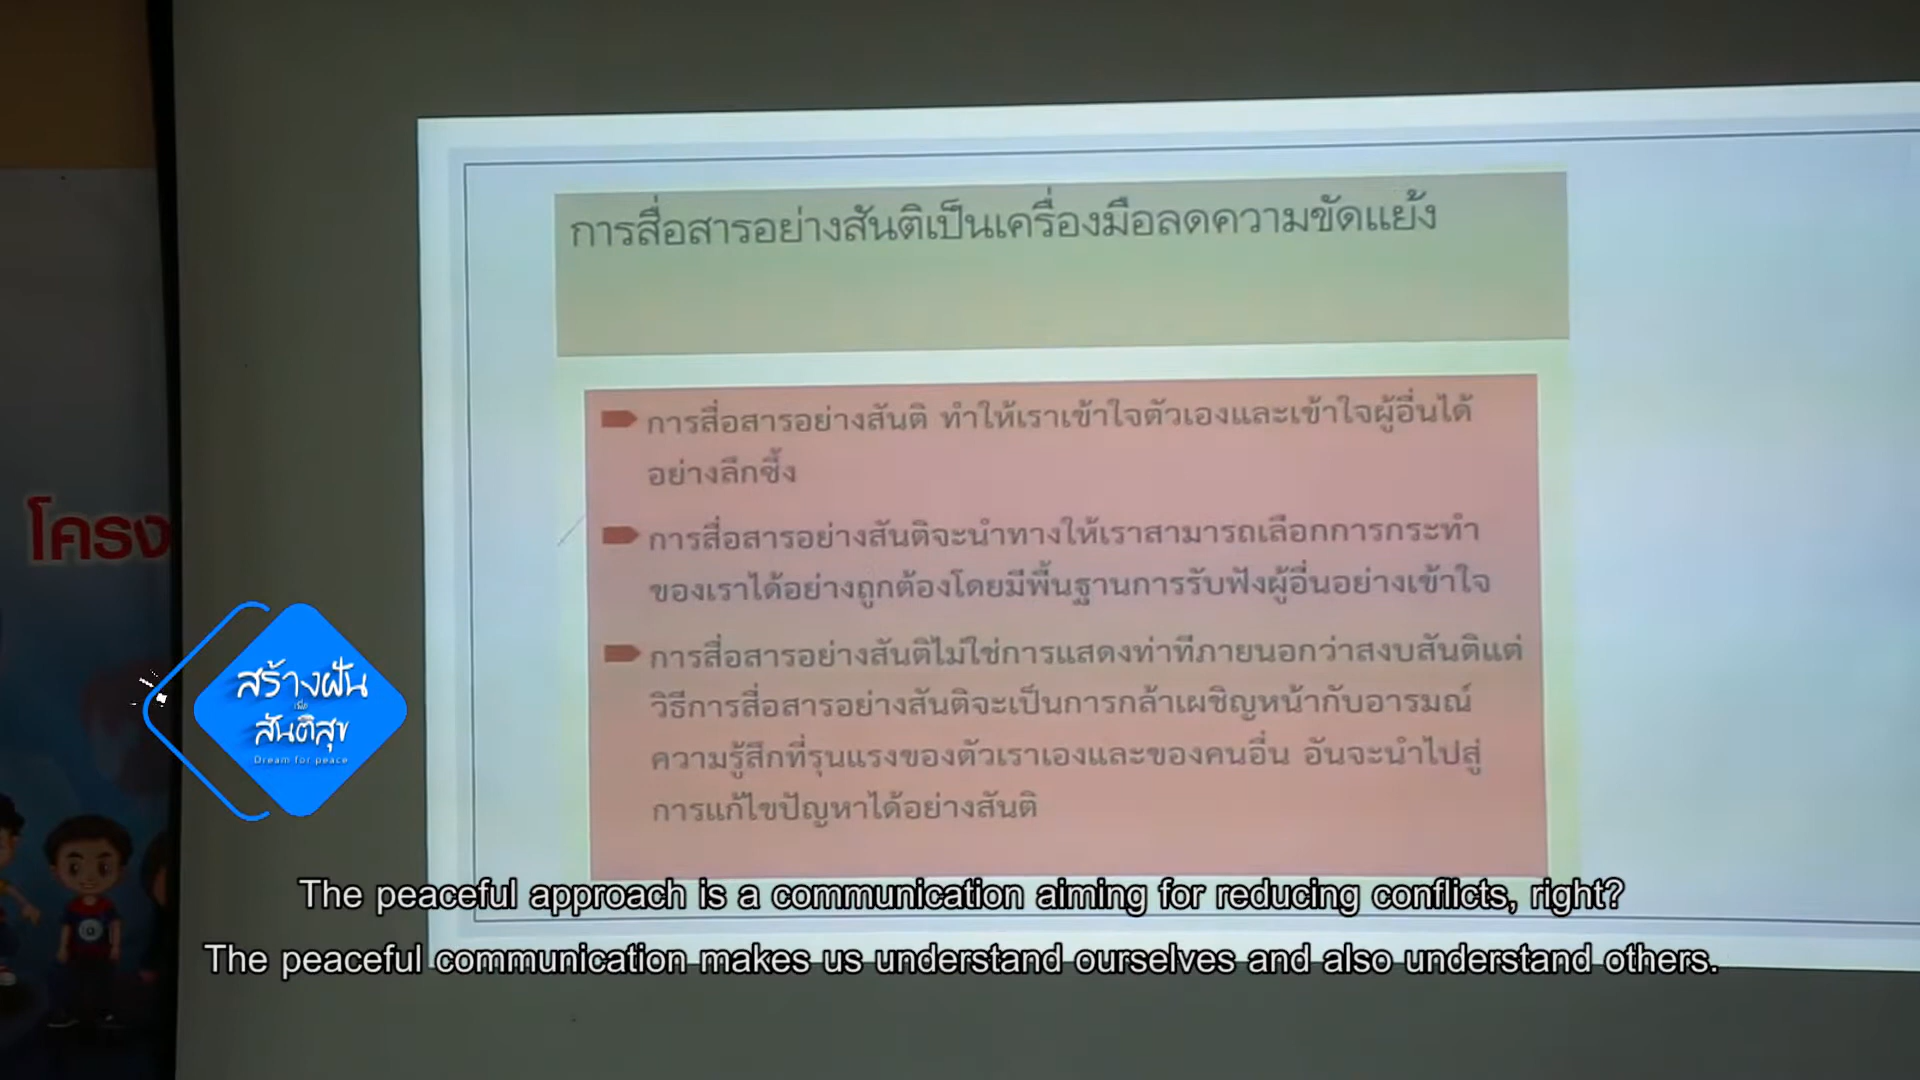 การสื่อสารอย่างสันติเป็นเครื่องมือลดความขัดแย้ง
การสื่อสารอย่างสันติ ทำให้เราเข้าใจตัวเองและเข้าใจผู้อื่นได้
อย่างลึกซึ้ง
การสื่อสารอย่างสันติจะนำทางให้เราสามารถเลือกการกระทำ
ของเราได้อย่างถูกต้องโดยมีพื้นฐานการรับฟังผู้อื่นอย่างเข้าใจ
การสื่อสารอย่างสันติไม่ใช่การแสดงท่าทีภายนอกว่าสงบสันติแต่
วิธีการสื่อสารอย่างสันติจะเป็นการกล้าเผชิญหน้ากับอารมณ์
ความรู้สึกที่รุนแรงของตัวเราเองและของคนอื่น อันจะนำไปสู่
การแก้ไขปัญหาได้อย่างสันติ
โครง
สร้างฝัน
เพื่อ
สันติสุข
Dream for peace
The peaceful approach is a communication aiming for reducing conflicts, right?
The peaceful communication makes us understand ourselves and also understand others.